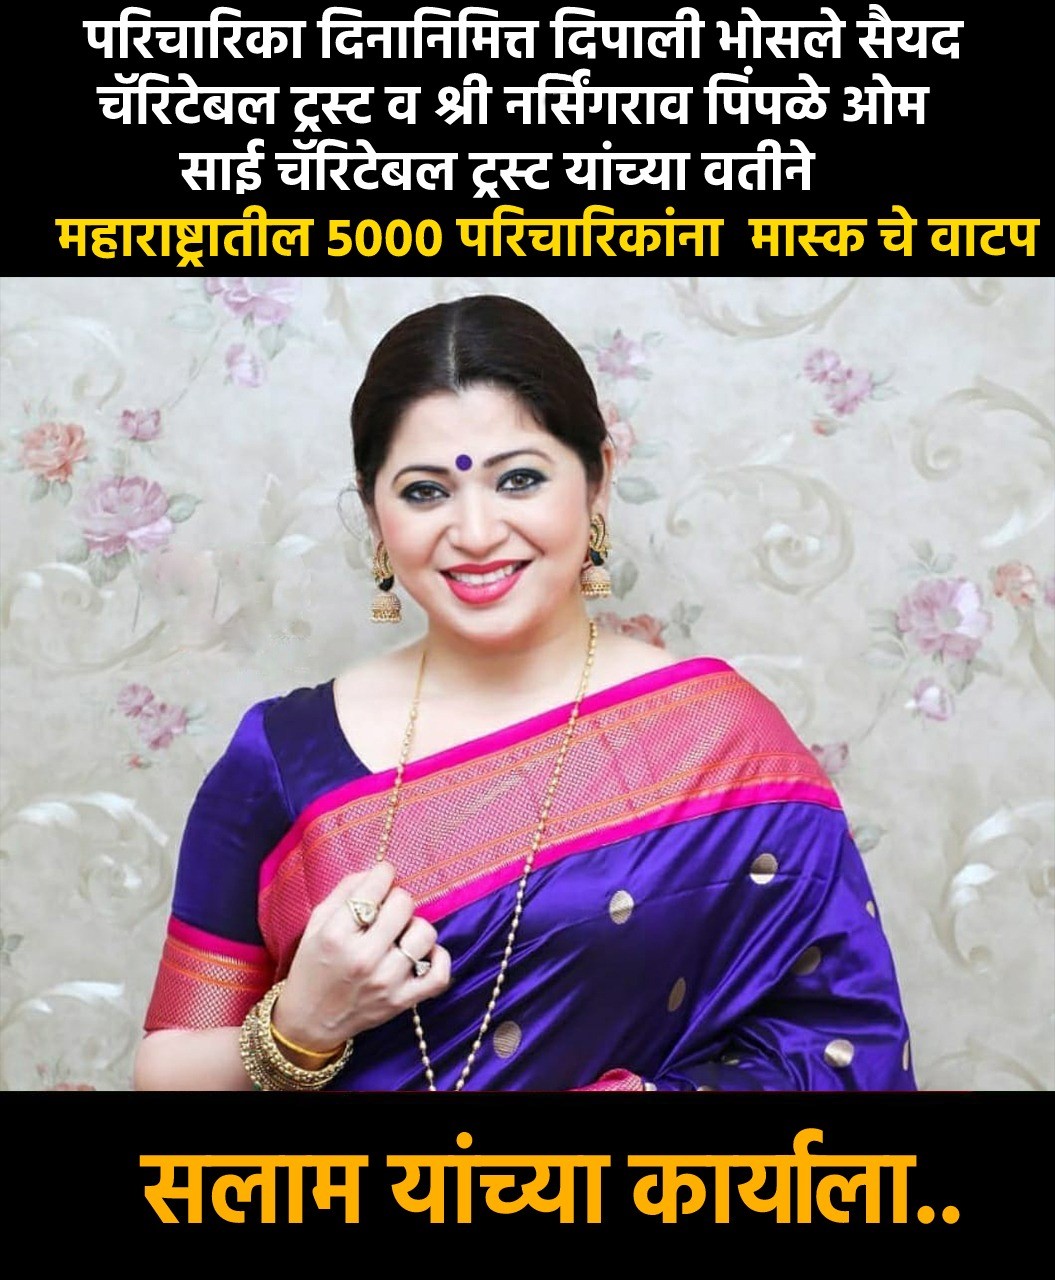 परिचारिका दिनानिमित्त दिपाली भोसले सैयद
चॅरिटेबल ट्रस्ट व श्री नर्सिंगराव पिंपळे ओम
साई चॅरिटेबल ट्रस्ट यांच्या वतीने
महाराष्ट्रातील 5000 परिचारिकांना मास्क चे वाटप
सलाम यांच्या कार्याला..